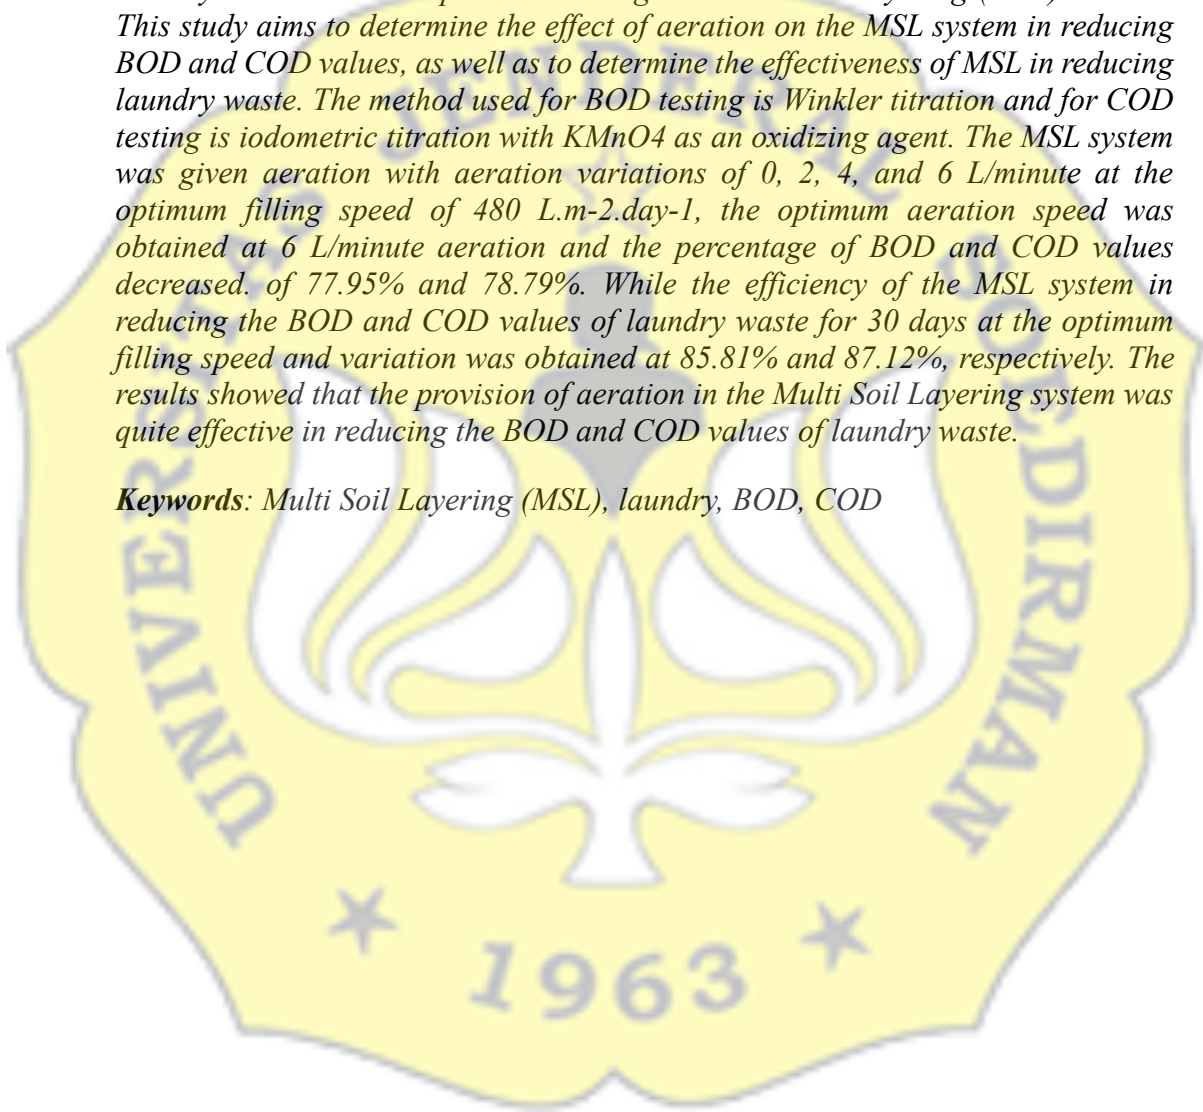 This study aims to determine the effect of aeration on the MSL system in reducing
BOD and COD values, as well as to determine the effectiveness of MSL in reducing
laundry waste. The method used for BOD testing is Winkler titration and for COD
testing is iodometric titration with KMnO4 as an oxidizing agent. The MSL system
was given aeration with aeration variations of 0, 2, 4, and 6 L/minute at the
optimum filling speed of 480 L.m-2.day-1, the optimum aeration speed was
obtained at 6 L/minute aeration and the percentage of BOD and COD values
decreased. of 77.95% and 78.79%. While the efficiency of the MSL system in
reducing the BOD and COD values of laundry waste for 30 days at the optimum
filling speed and variation was obtained at 85.81% and 87.12%, respectively. The
results showed that the provision of aeration in the Multi Soil Layering system was
quite effective in reducing the BOD and COD values of laundry waste.
Keywords: Multi Soil Layering (MSL), laundry, BOD, COD
UNIVERSITAS JENDERAL SOEDIRMAN
1963